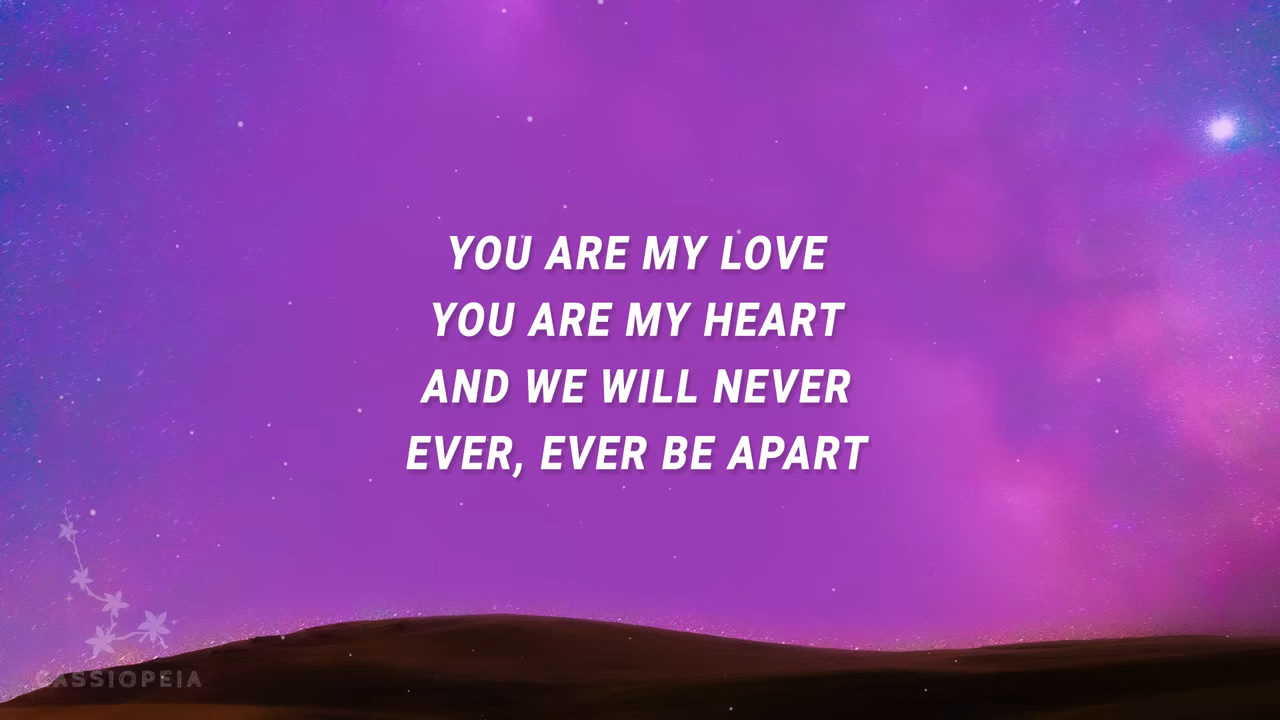 YOU ARE MY LOVE
YOU ARE MY HEART
AND WE WILL NEVER
EVER, EVER BE APART
CASSIOPEIA